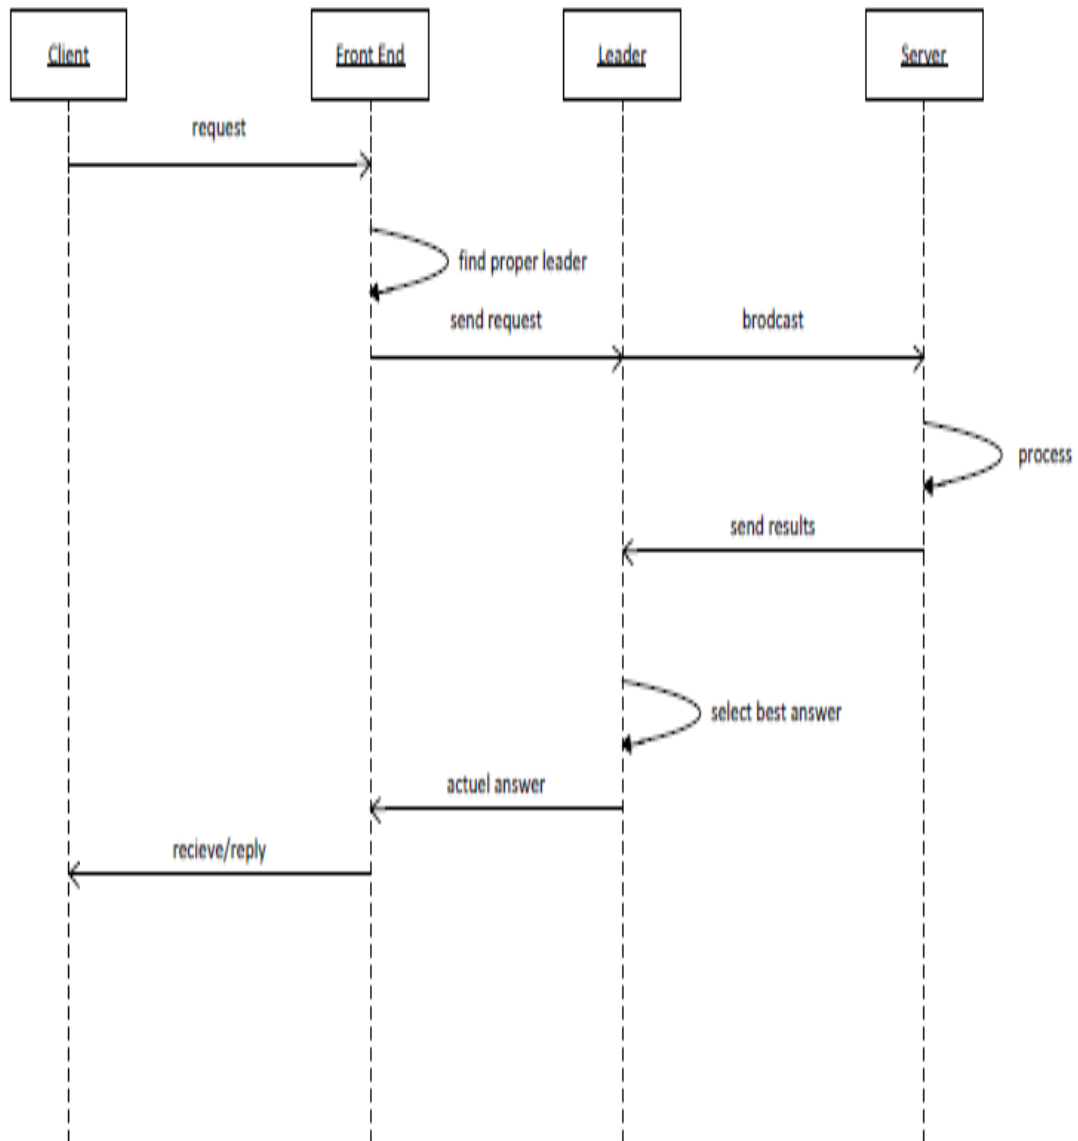 Client
Front End
Leader
Server
request
find proper leader
send request
brodcast
process
send results
select best answer
actuel answer
recieve/reply